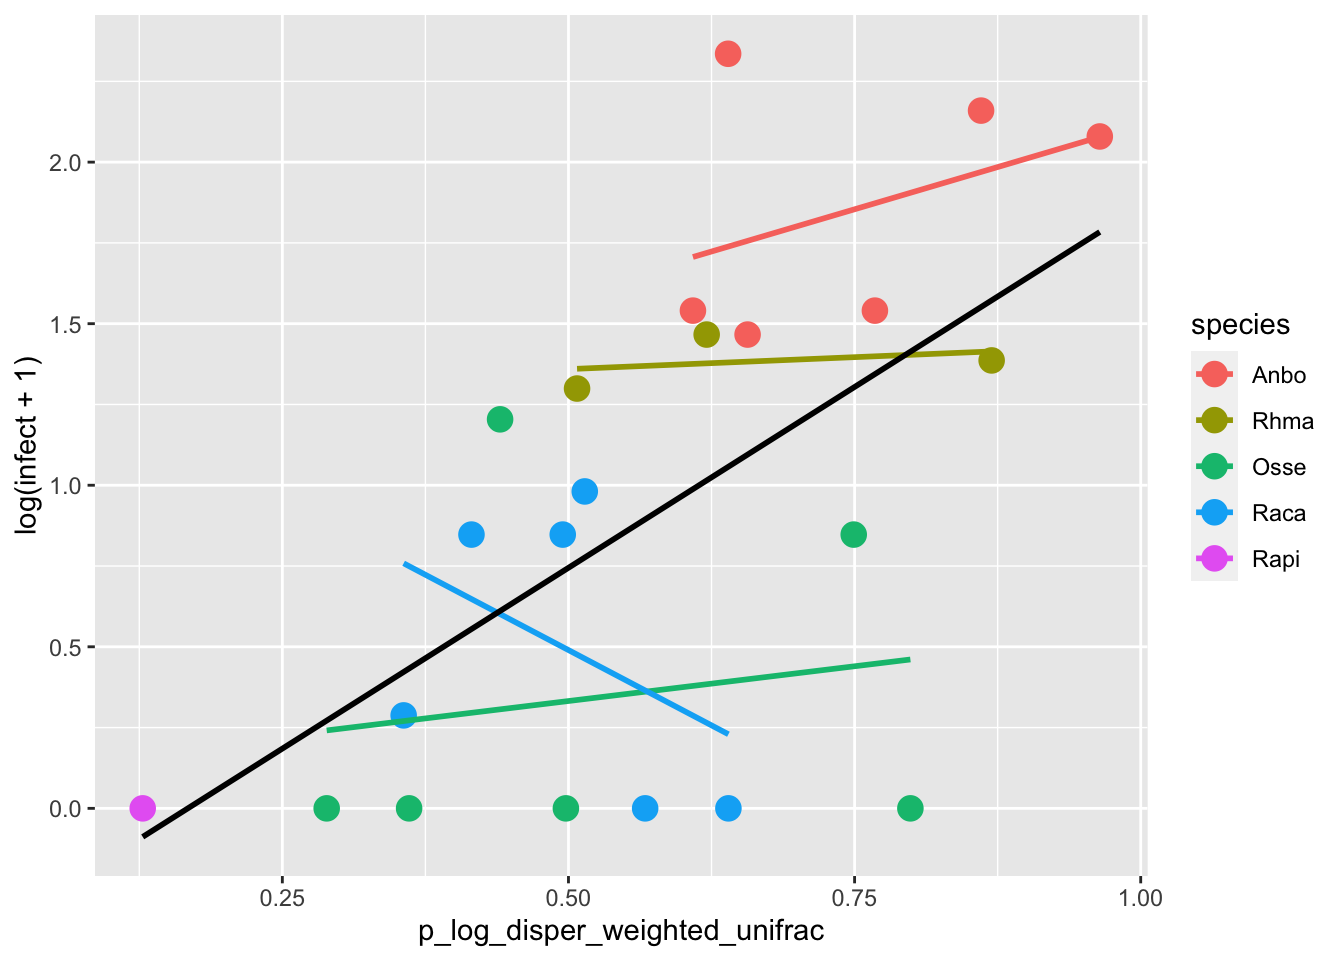 log(infect + 1)
2.0
1.5
1.0
0.5
0.0
0.25 0.50 0.75 1.00
p_log_disper_weighted_unifrac
species
Anbo
Rhma
Osse
Raca
Rapi